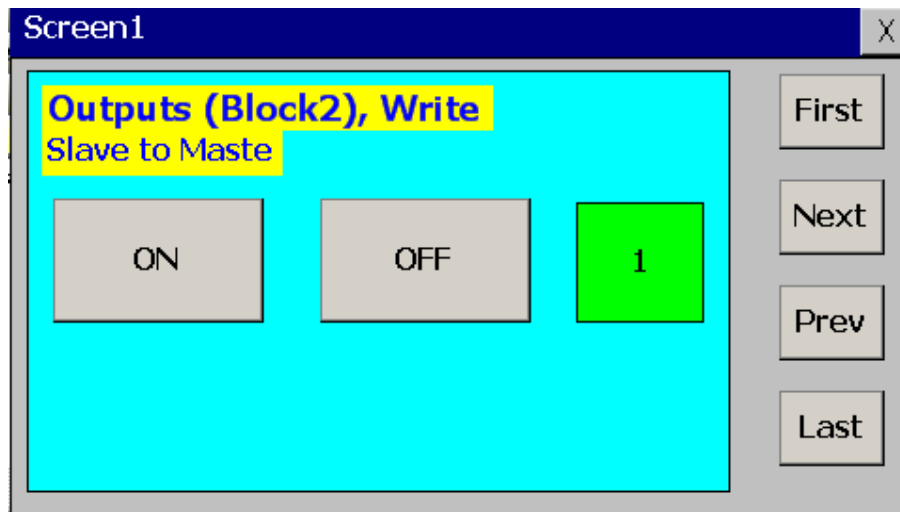 Screen1
X
Outputs (Block2), Write
Slave to Maste
ON
OFF
1
First
Next
Prev
Last